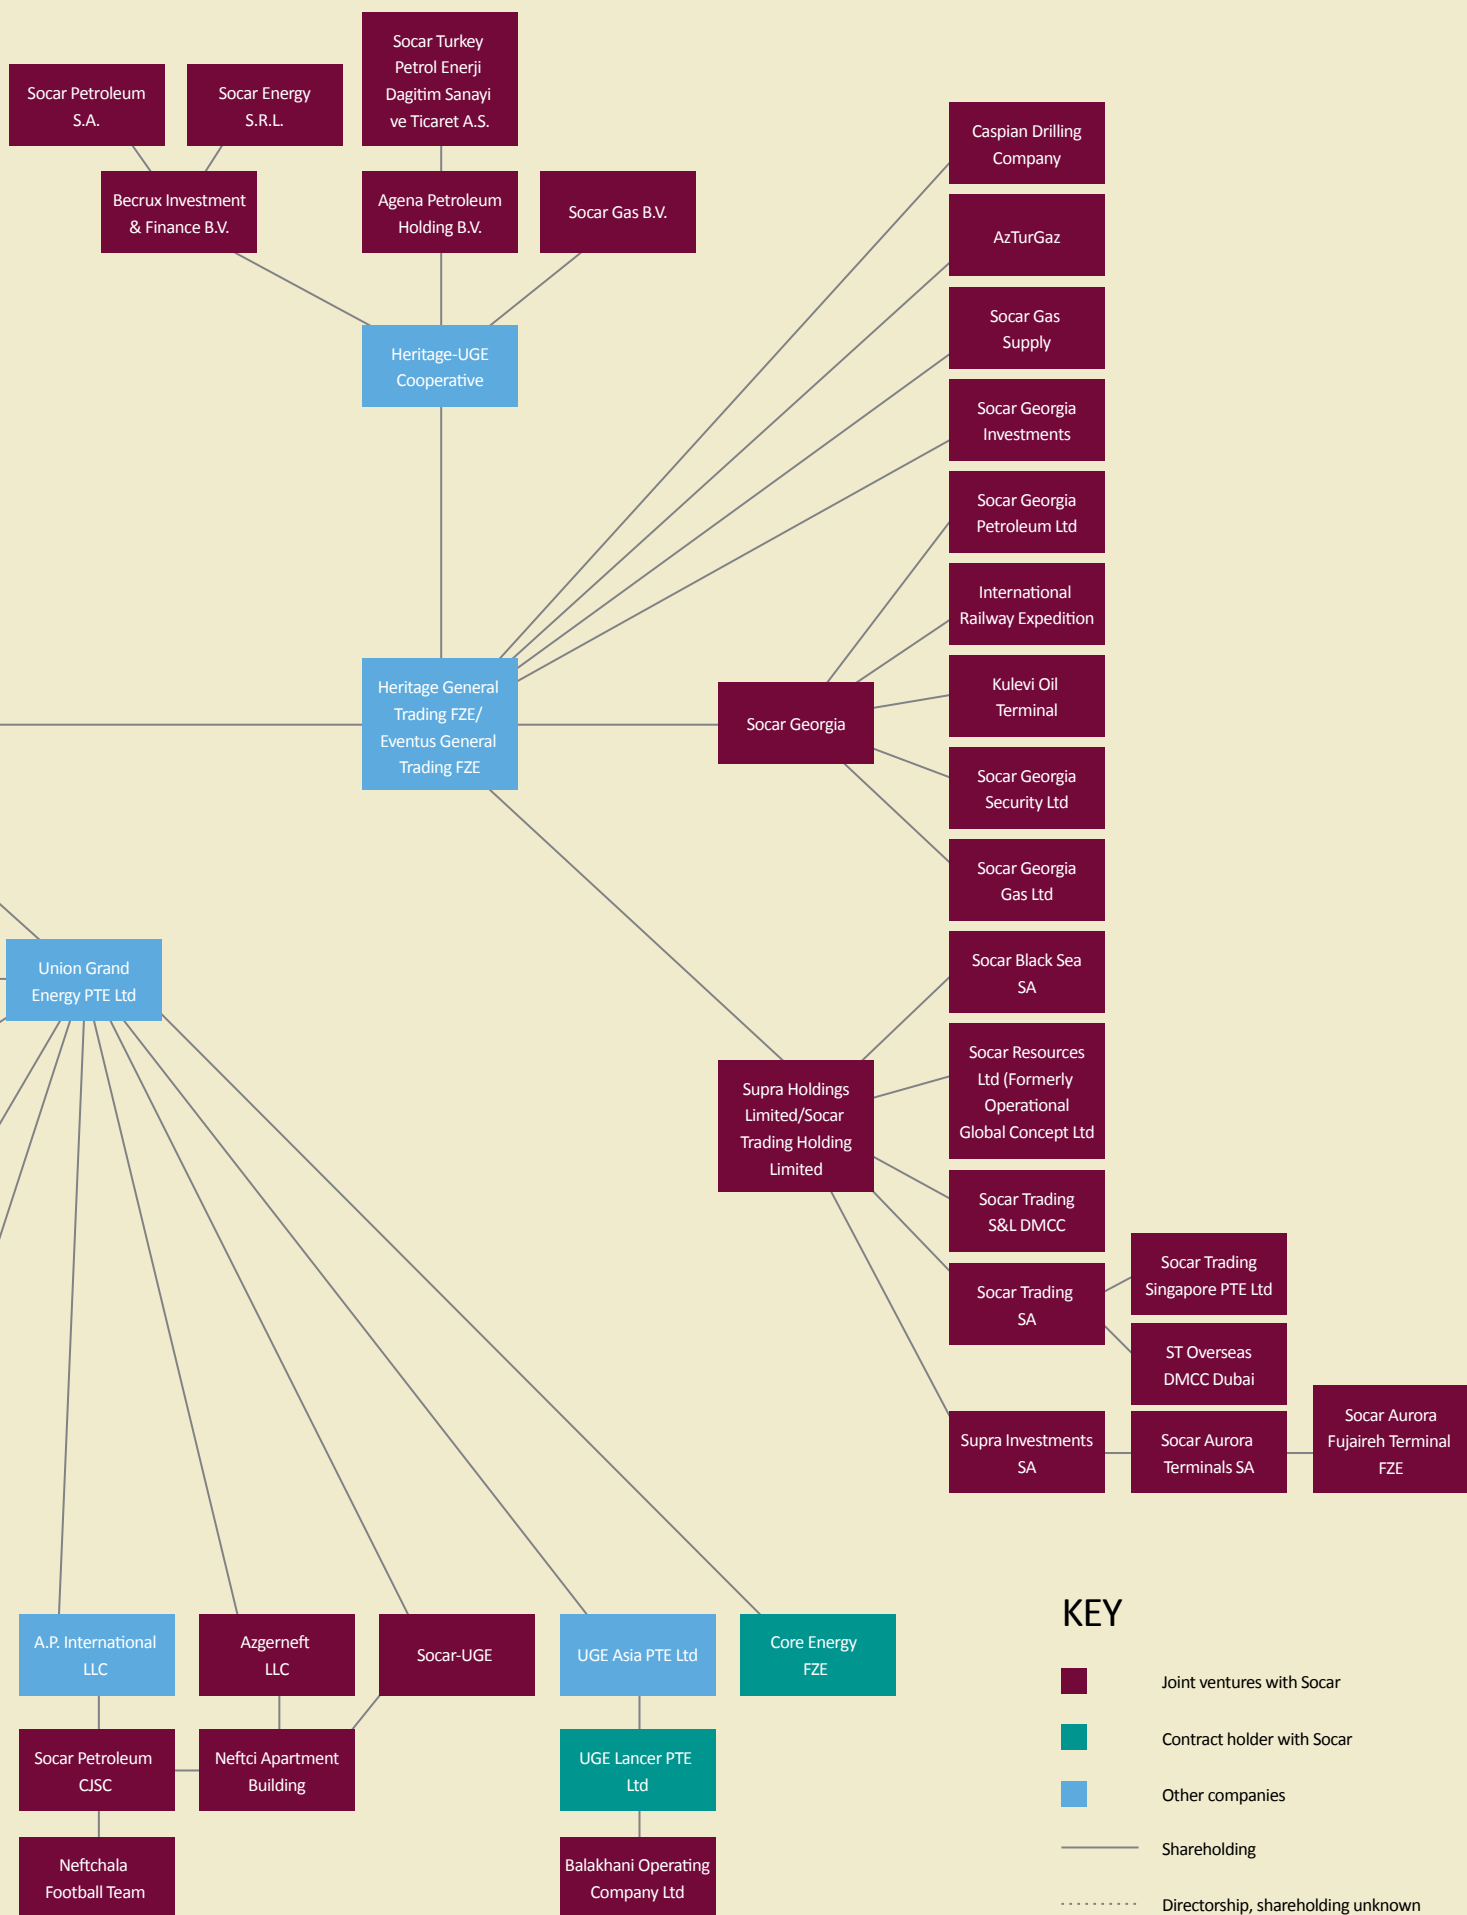 Socar Turkey
Petrol Enerji
Dagitim Sanayi
ve Ticaret A.S.
Socar Petroleum
S.A.
Socar Energy
S.R.L.
Becrux Investment
& Finance B.V.
Agena Petroleum
Holding B.V.
Socar Gas B.V.
Heritage-UGE
Cooperative
Caspian Drilling
Company
AzTurGaz
Socar Gas
Supply
Socar Georgia
Investments
Socar Georgia
Petroleum Ltd
International
Railway Expedition
Kulevi Oil
Terminal
Socar Georgia
Security Ltd
Socar Georgia
Gas Ltd
Heritage General
Trading FZE/
Eventus General
Trading FZE
Socar Georgia
Union Grand
Energy PTE Ltd
Socar Black Sea
SA
Socar Resources
Ltd (Formerly
Operational
Global Concept Ltd
Supra Holdings
Limited/Socar
Trading Holding
Limited
Socar Trading
S&L DMCC
Socar Trading
SA
Socar Trading
Singapore PTE Ltd
ST Overseas
DMCC Dubai
Supra Investments
SA
Socar Aurora
Terminals SA
Socar Aurora
Fujaireh Terminal
FZE
A.P. International
LLC
Azgerneft
LLC
Socar-UGE
UGE Asia PTE Ltd
Core Energy
FZE
Socar Petroleum
CJSC
Neftci Apartment
Building
UGE Lancer PTE
Ltd
Neftchala
Football Team
Balakhani Operating
Company Ltd
KEY
Joint ventures with Socar
Contract holder with Socar
Other companies
Shareholding
Directorship, shareholding unknown